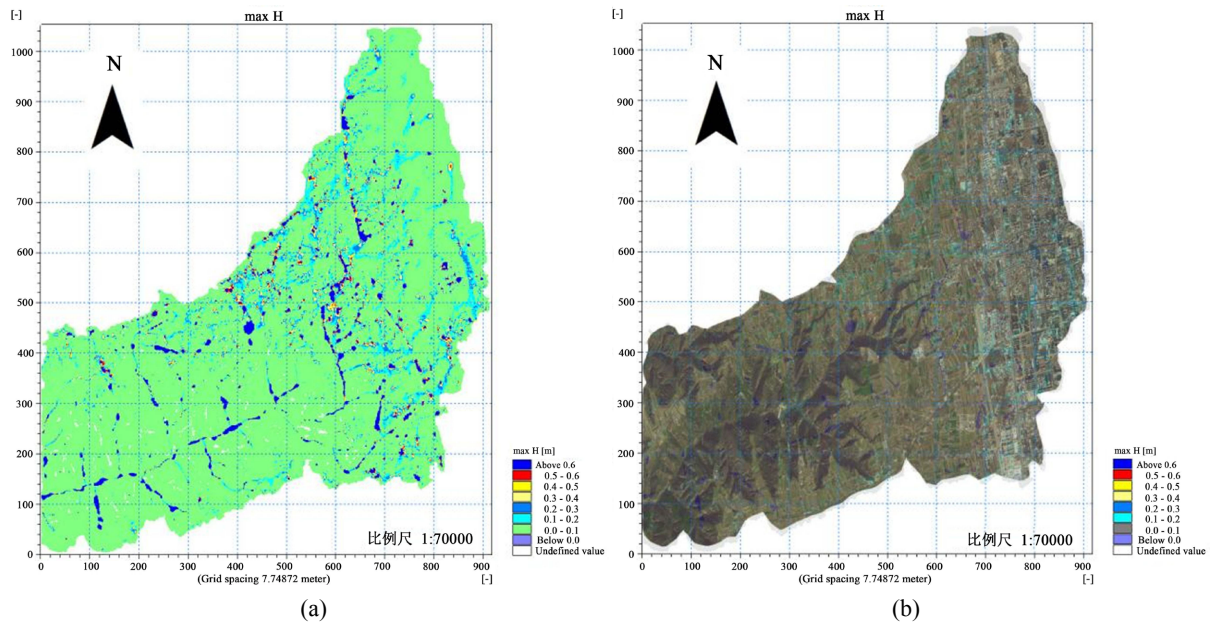 [-]
max H
1000
900
800
700
600
500
400
300
200
100
0
N
比例尺 1:70000
0 100 200 300 400 500 600 700 800 900
(Grid spacing 7.74872 meter)
[-]
max H [m]
Above 0.6
0.5 - 0.6
0.4 - 0.5
0.3 - 0.4
0.2 - 0.3
0.1 - 0.2
0.0 - 0.1
Below 0.0
Undefined value
(a)
[-]
max H
1000
900
800
700
600
500
400
300
200
100
0
N
比例尺 1:70000
0 100 200 300 400 500 600 700 800 900
(Grid spacing 7.74872 meter)
[-]
max H [m]
Above 0.6
0.5 - 0.6
0.4 - 0.5
0.3 - 0.4
0.2 - 0.3
0.1 - 0.2
0.0 - 0.1
Below 0.0
Undefined value
(b)